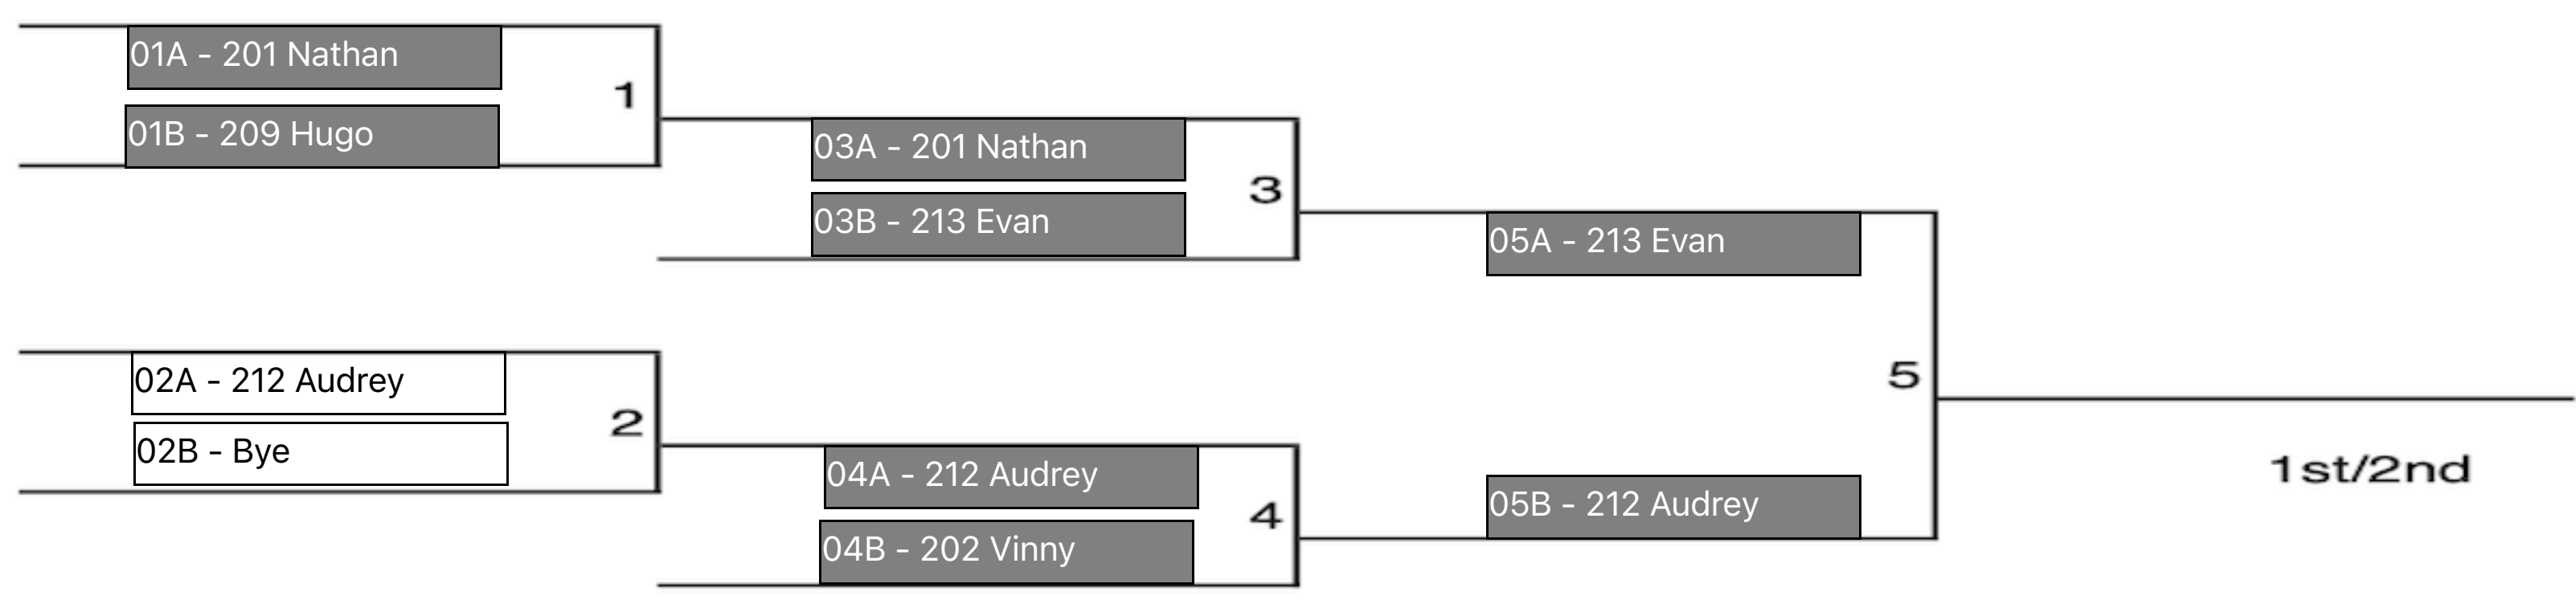 01A - 201 Nathan
1
01B - 209 Hugo
03A - 201 Nathan
3
03B - 213 Evan
05A - 213 Evan
02A - 212 Audrey
2
02B - Bye
5
04A - 212 Audrey
4
04B - 202 Vinny
05B - 212 Audrey
1st/2nd